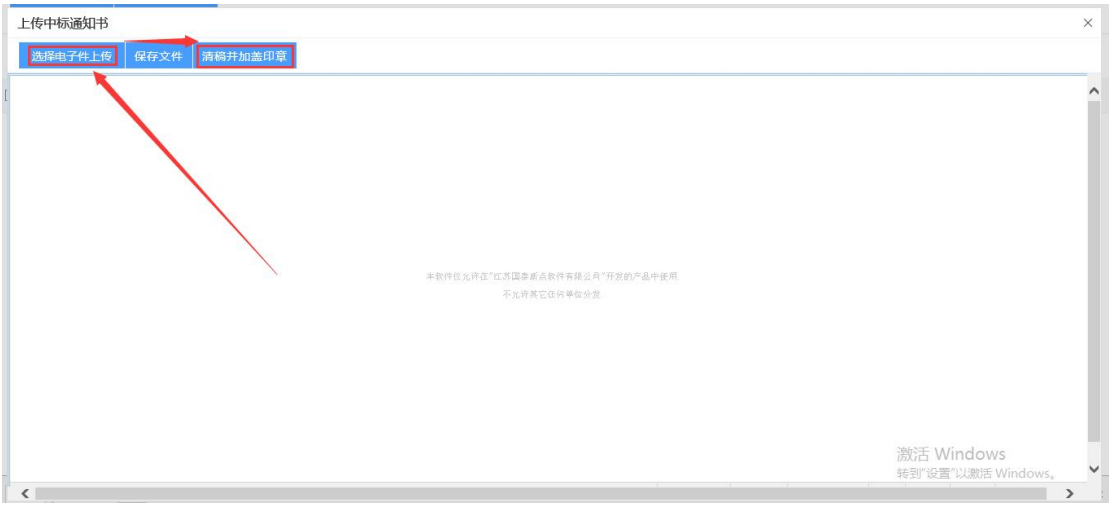 上传中标通知书
选择电子件上传 保存文件 清稿并加盖印章
本软件仅允许在"江苏国泰新点软件有限公司"开发的产品中使用
不允许其它任何单位分发
激活 Windows
转到"设置"以激活 Windows。